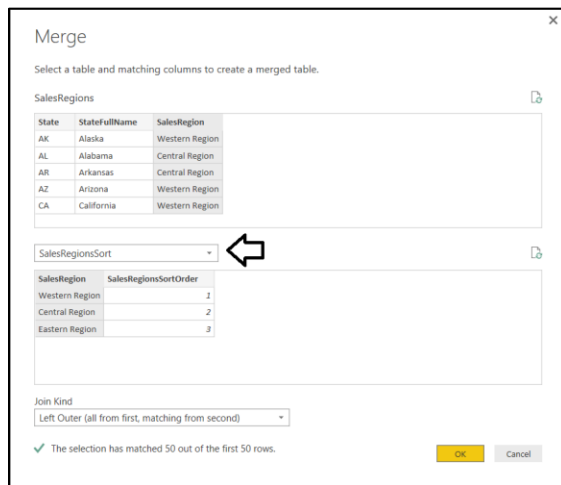 Merge
Select a table and matching columns to create a merged table.
SalesRegions
State StateFullName SalesRegion
AK Alaska Western Region
AL Alabama Central Region
AR Arkansas Central Region
AZ Arizona Western Region
CA California Western Region
SalesRegionsSort
SalesRegion SalesRegionsSortOrder
Western Region 1
Central Region 2
Eastern Region 3
Join Kind
Left Outer (all from first, matching from second)
The selection has matched 50 out of the first 50 rows.
OK Cancel